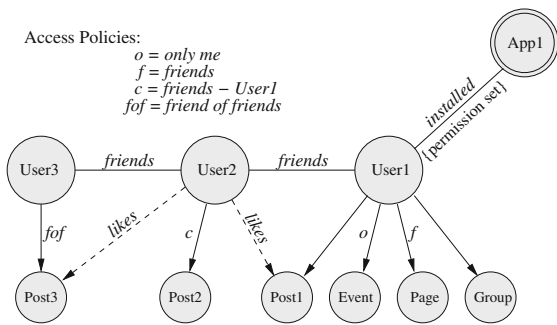 Access Policies:
o = only me
f = friends
c = friends − User1
fof = friend of friends
App1
installed
{permission set}
User3
friends
User2
friends
User1
fof
likes
c
likes
o
f
Post3
Post2
Post1
Event
Page
Group